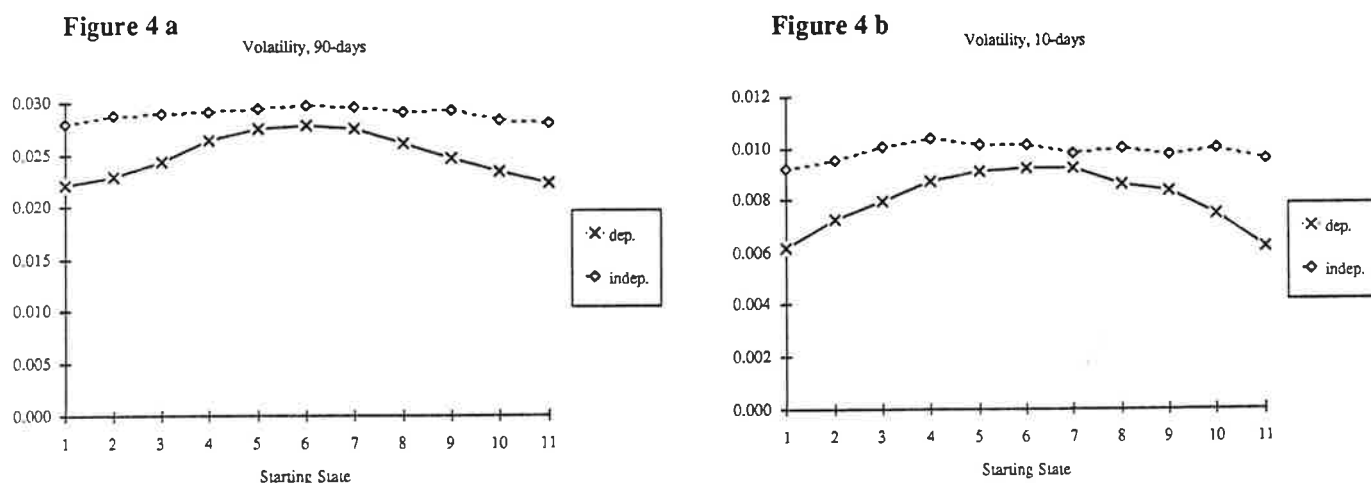 Figure 4 a
Volatility, 90-days
0.030
0.025
0.020
0.015
0.010
0.005
0.000
1 2 3 4 5 6 7 8 9 10 11
Starting State
dep.
indep.
Figure 4 b
Volatility, 10-days
0.012
0.010
0.008
0.006
0.004
0.002
0.000
1 2 3 4 5 6 7 8 9 10 11
Starting State
dep.
indep.